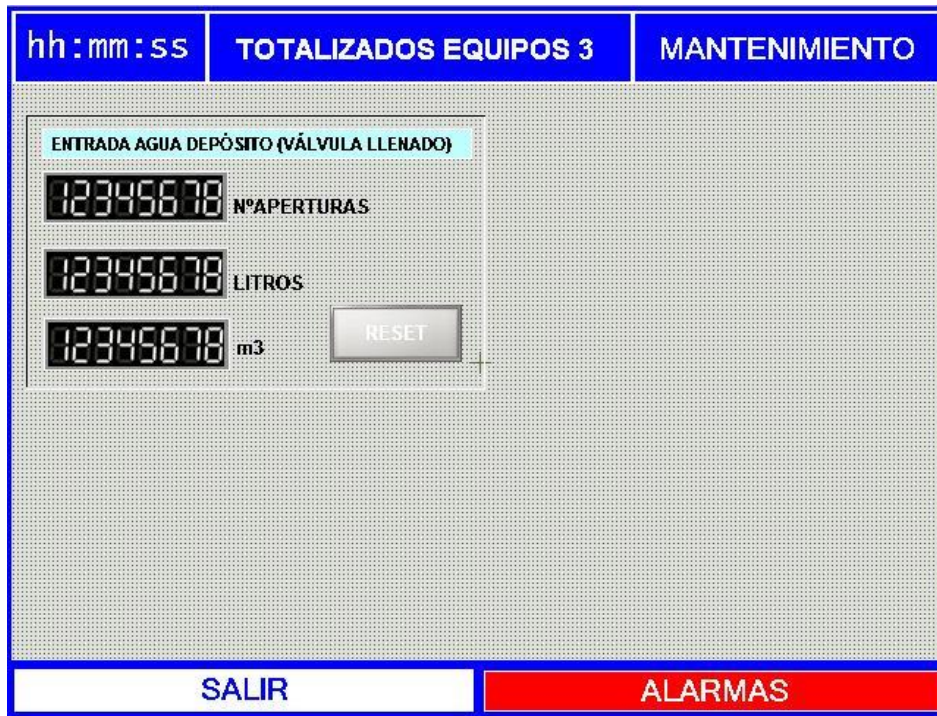 hh:mm:ss
TOTALIZADOS EQUIPOS 3
MANTENIMIENTO
ENTRADA AGUA DEPÓSITO (VÁLVULA LLENADO)
12345678 NºAPERTURAS
12345678 LITROS
12345678 m3
RESET
SALIR
ALARMAS